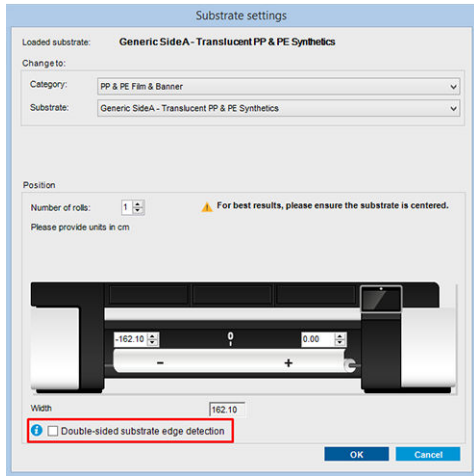 Substrate settings
Loaded substrate: Generic SideA - Translucent PP & PE Synthetics
Change to:
Category: PP & PE Film & Banner
Substrate: Generic SideA - Translucent PP & PE Synthetics
Position
Number of rolls: 1 For best results, please ensure the substrate is centered.
Please provide units in cm
-162.10 0 0.00
- +
Width 162.10
Double-sided substrate edge detection
OK Cancel